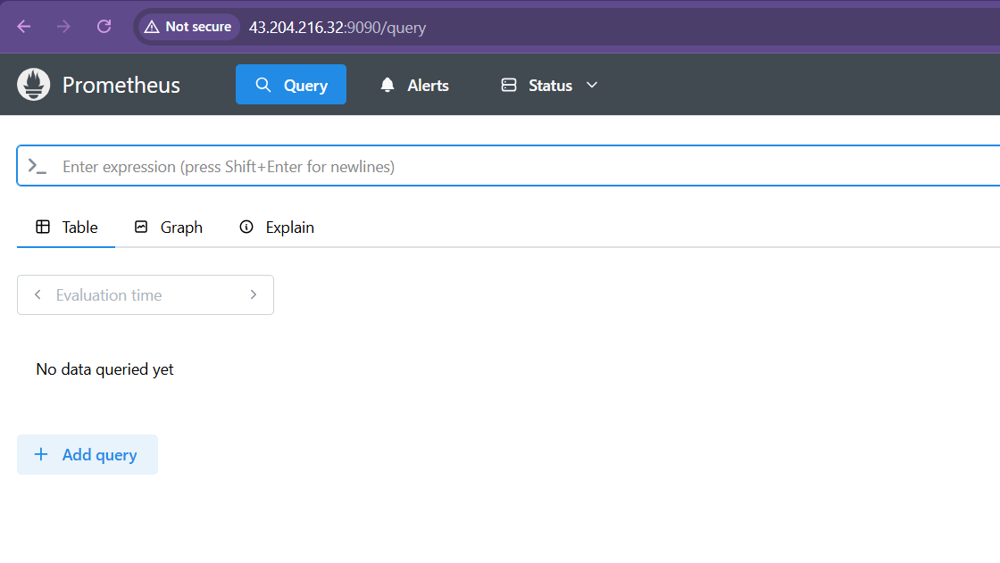 Not secure 43.204.216.32:9090/query
Prometheus Query Alerts Status
Enter expression (press Shift+Enter for newlines)
Table Graph Explain
Evaluation time
No data queried yet
Add query